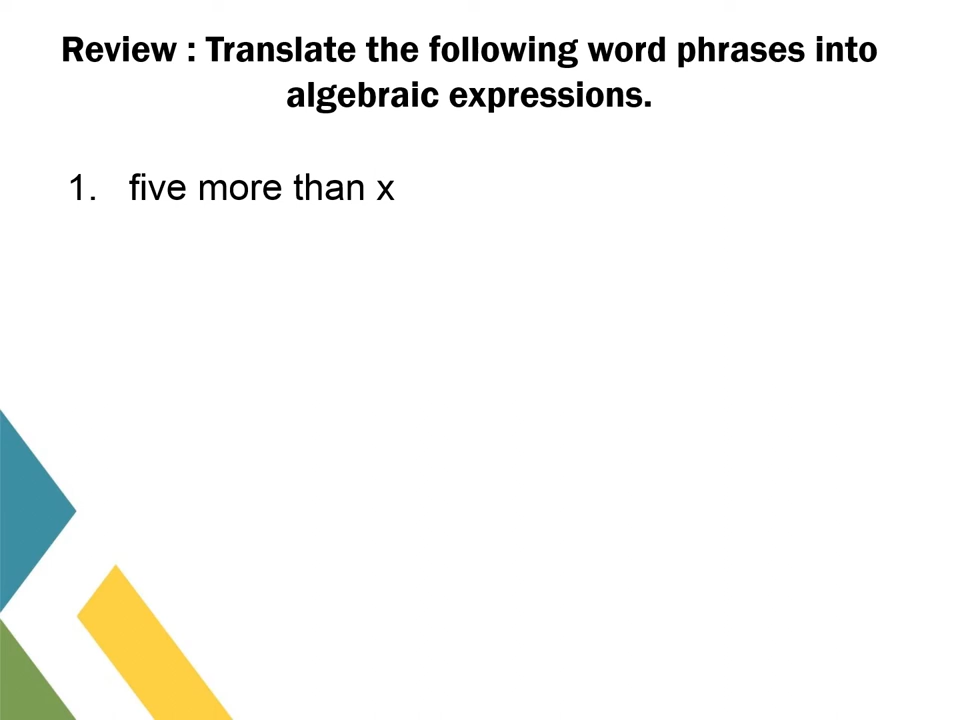 Review : Translate the following word phrases into
algebraic expressions.
1. five more than x